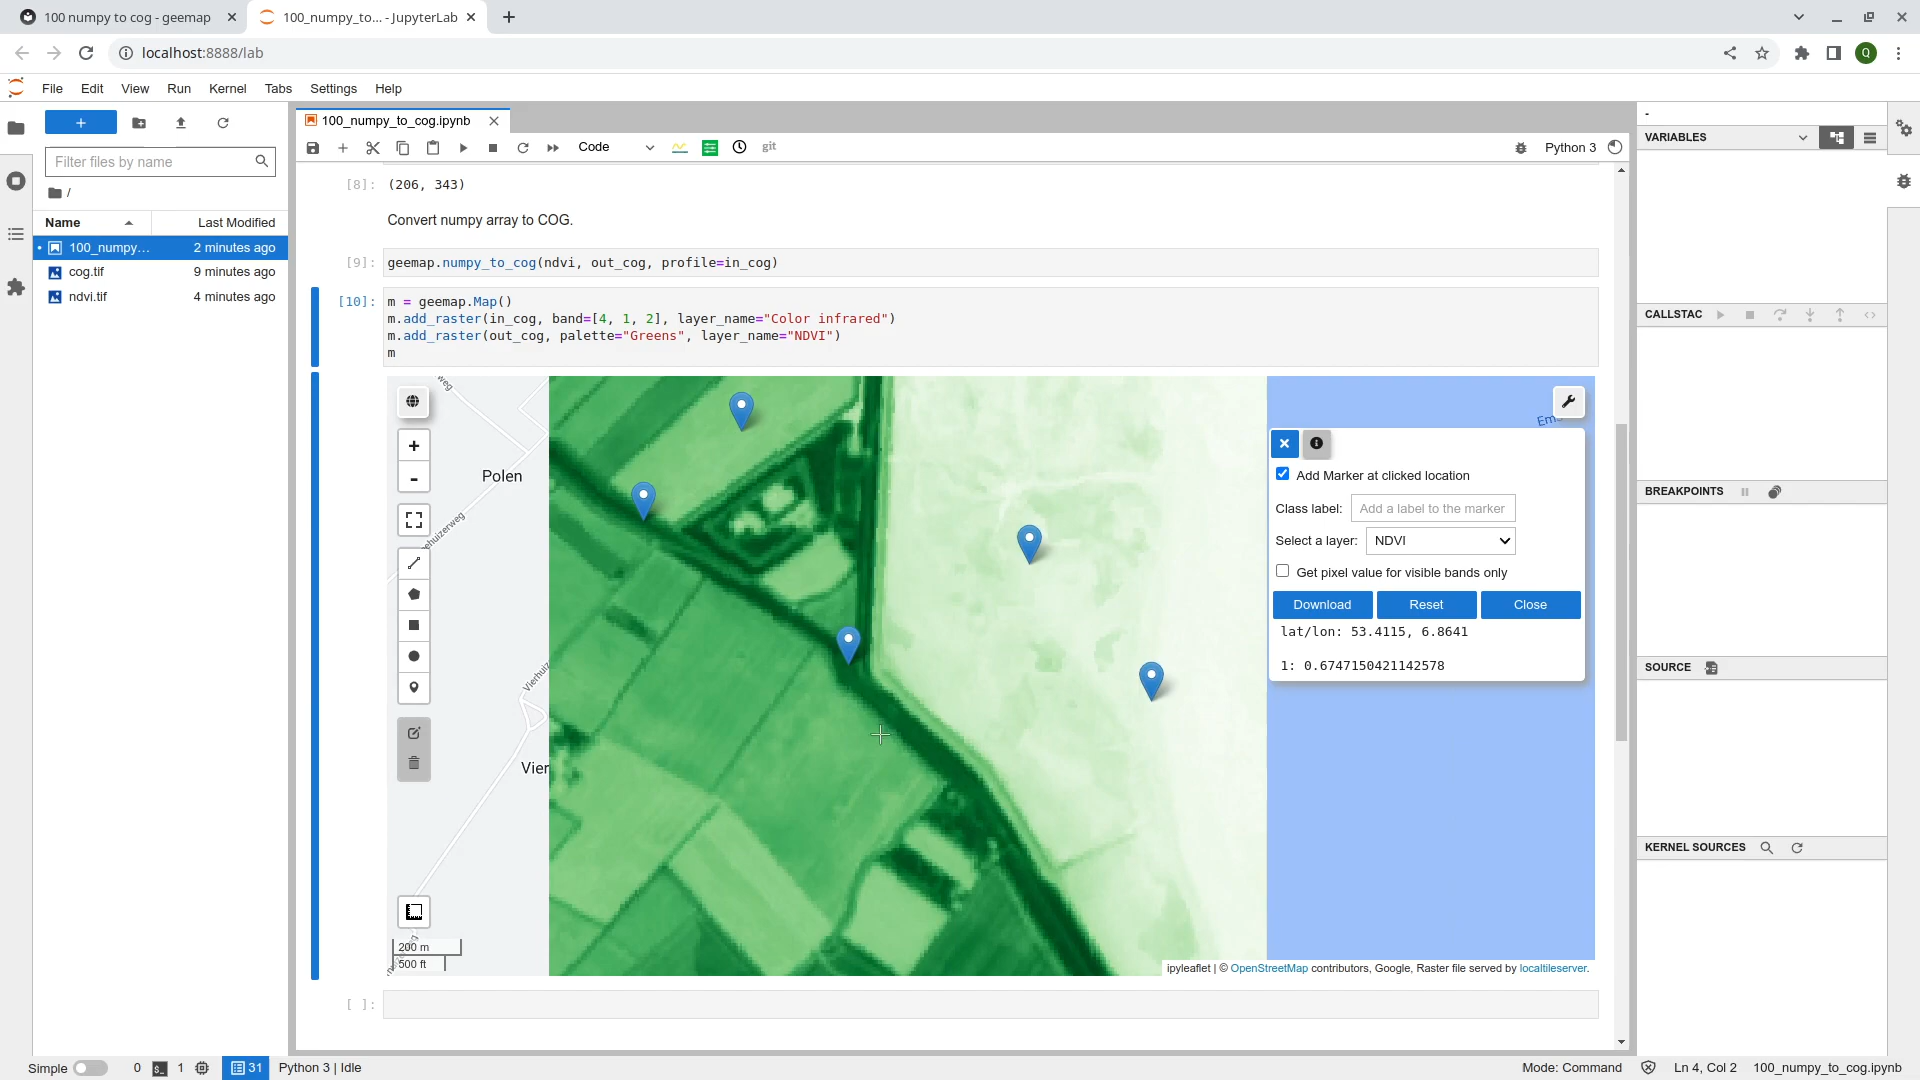 100 numpy to cog - geemap
100_numpy_to... - JupyterLab
localhost:8888/lab
Q
File Edit View Run Kernel Tabs Settings Help
Filter files by name
/
Name Last Modified
100_numpy... 2 minutes ago
cog.tif 9 minutes ago
ndvi.tif 4 minutes ago
100_numpy_to_cog.ipynb
Code git Python 3
[8]: (206, 343)
Convert numpy array to COG.
[9]: geemap.numpy_to_cog(ndvi, out_cog, profile=in_cog)
[10]: m = geemap.Map()
m.add_raster(in_cog, band=[4, 1, 2], layer_name="Color infrared")
m.add_raster(out_cog, palette="Greens", layer_name="NDVI")
m
weg
Polen
ehuizerweg
Vierhuiz
Vier
+
-
Em
Add Marker at clicked location
Class label: Add a label to the marker
Select a layer: NDVI
Get pixel value for visible bands only
Download Reset Close
lat/lon: 53.4115, 6.8641
1: 0.6747150421142578
200 m
500 ft
ipyleaflet | © OpenStreetMap contributors, Google, Raster file served by localtileserver.
[ ]:
-
VARIABLES
CALLSTAC
BREAKPOINTS
SOURCE
KERNEL SOURCES
Simple 0 1 31 Python 3 | Idle Mode: Command Ln 4, Col 2 100_numpy_to_cog.ipynb